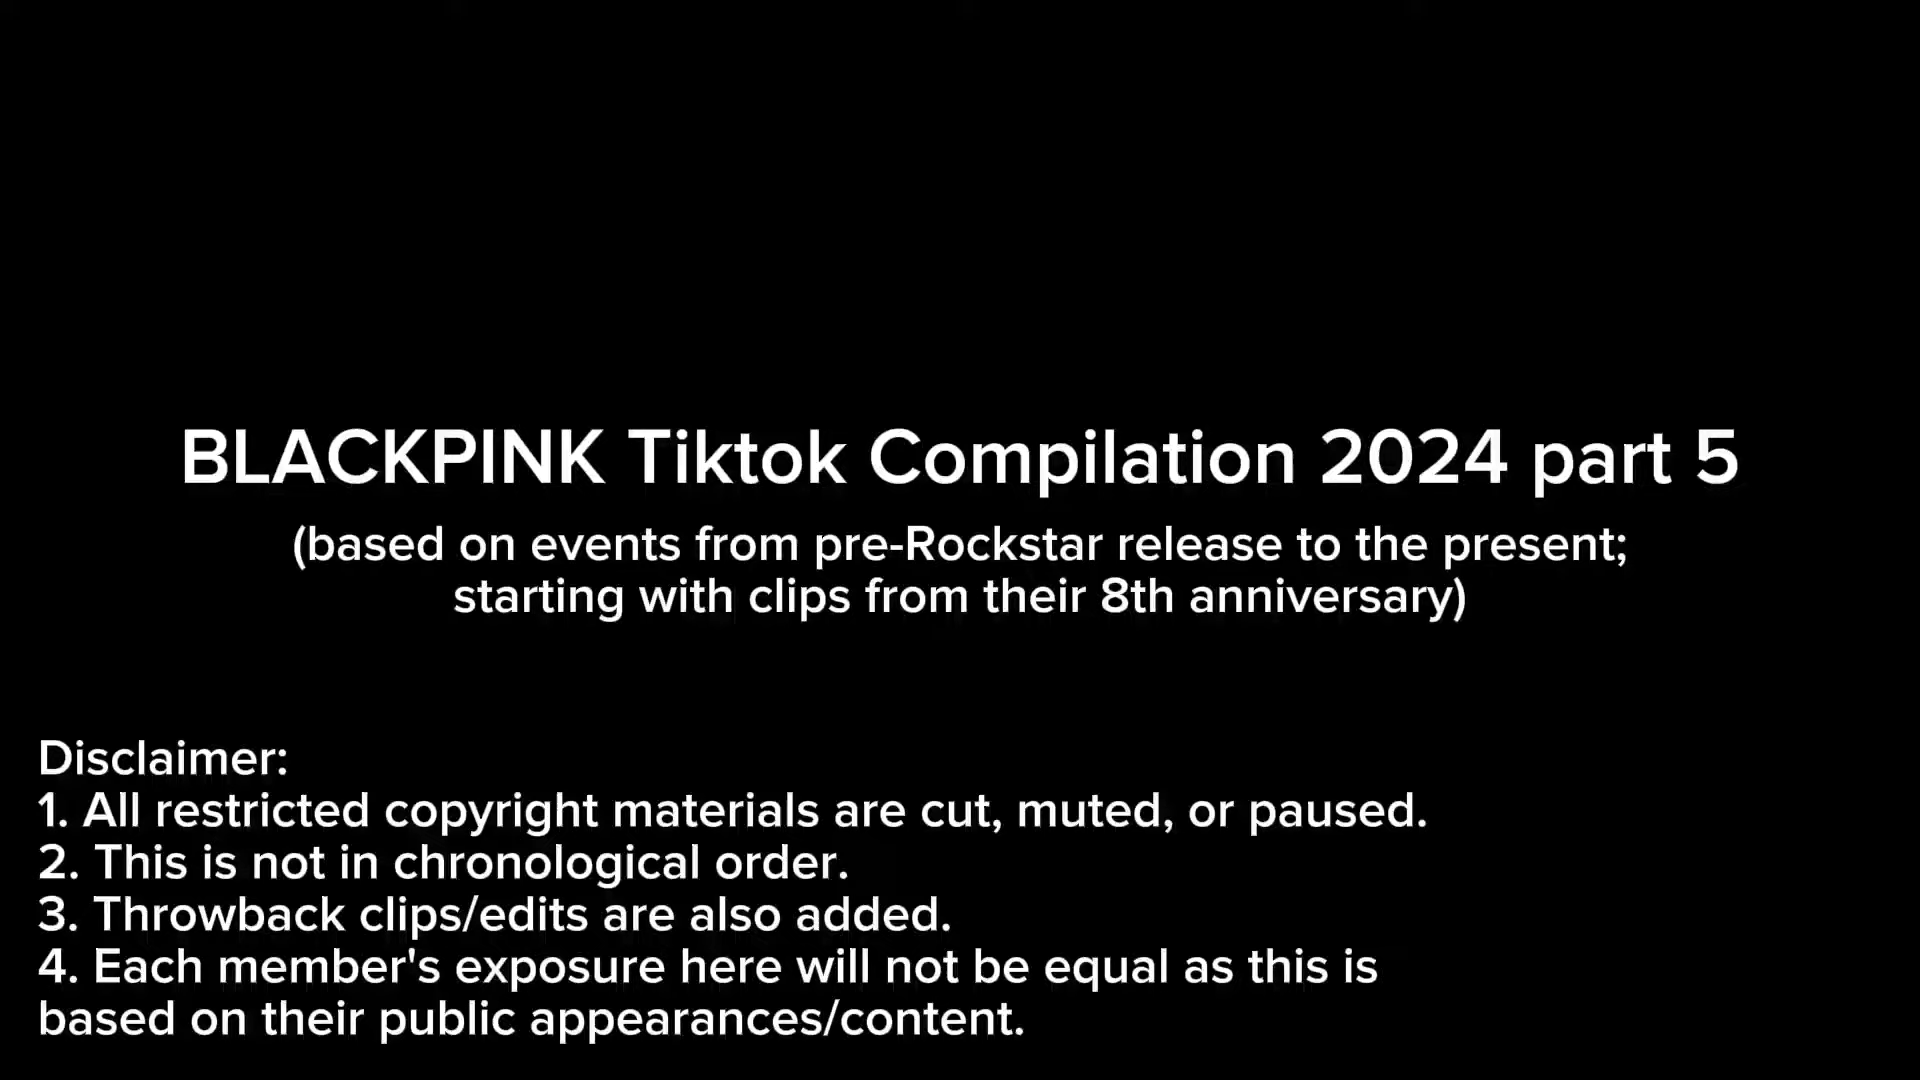 BLACKPINK Tiktok Compilation 2024 part 5
(based on events from pre-Rockstar release to the present;
starting with clips from their 8th anniversary)
Disclaimer:
1. All restricted copyright materials are cut, muted, or paused.
2. This is not in chronological order.
3. Throwback clips/edits are also added.
4. Each member's exposure here will not be equal as this is
based on their public appearances/content.